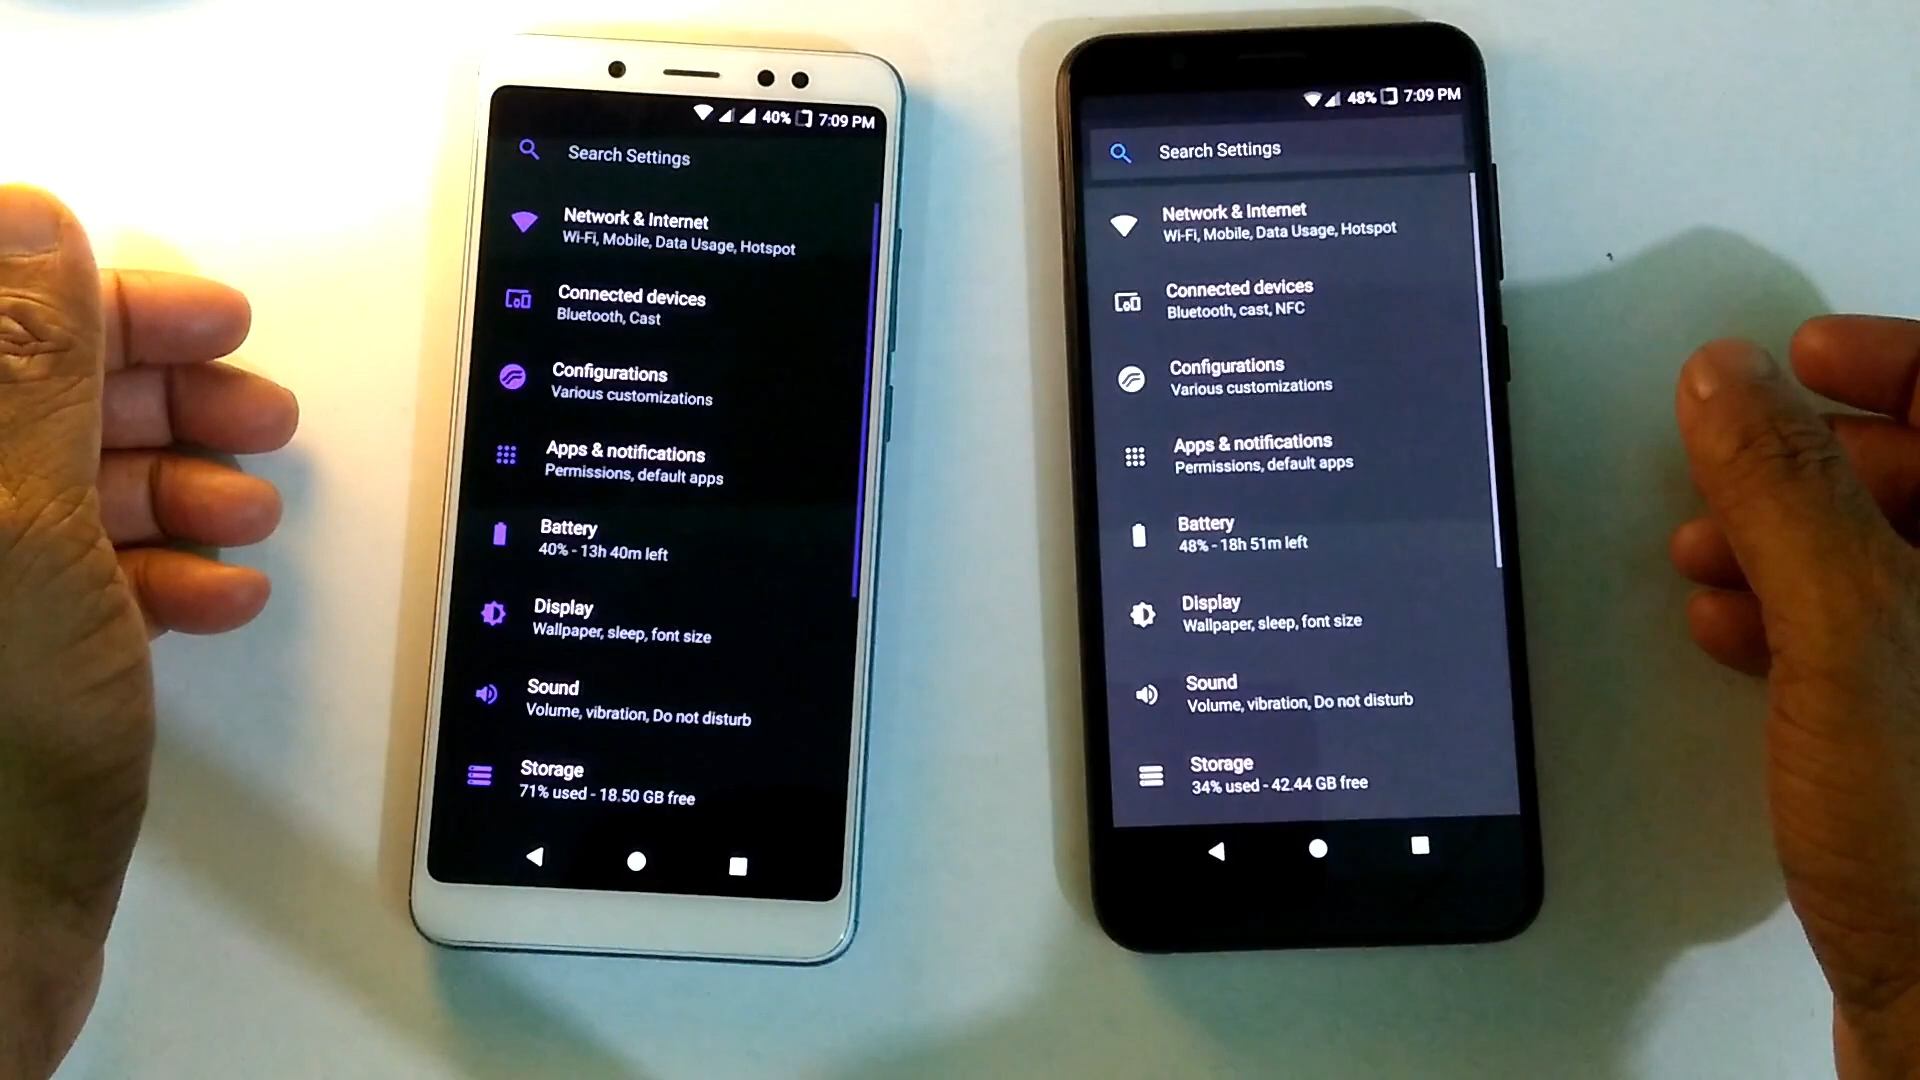 40% 7:09 PM
Search Settings
Network & Internet
Wi-Fi, Mobile, Data Usage, Hotspot
Connected devices
Bluetooth, Cast
Configurations
Various customizations
Apps & notifications
Permissions, default apps
Battery
40% - 13h 40m left
Display
Wallpaper, sleep, font size
Sound
Volume, vibration, Do not disturb
Storage
71% used - 18.50 GB free
48% 7:09 PM
Search Settings
Network & Internet
Wi-Fi, Mobile, Data Usage, Hotspot
Connected devices
Bluetooth, cast, NFC
Configurations
Various customizations
Apps & notifications
Permissions, default apps
Battery
48% - 18h 51m left
Display
Wallpaper, sleep, font size
Sound
Volume, vibration, Do not disturb
Storage
34% used - 42.44 GB free